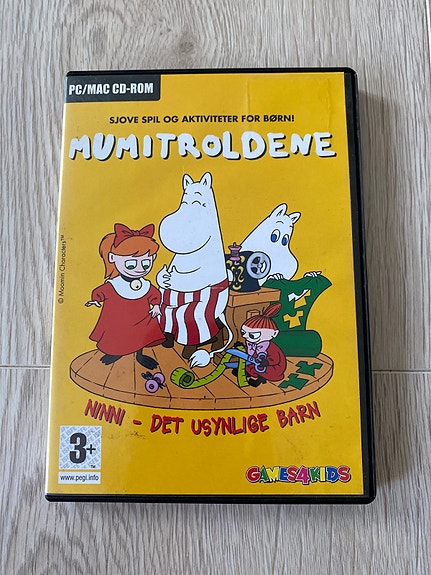 PC/MAC CD-ROM
SJOVE SPIL OG AKTIVITETER FOR BØRN!
MUMITROLDENE
© Moomin Characters™
NINNI - DET USYNLIGE BARN
3+
™
www.pegi.info
GAMES4KIDS